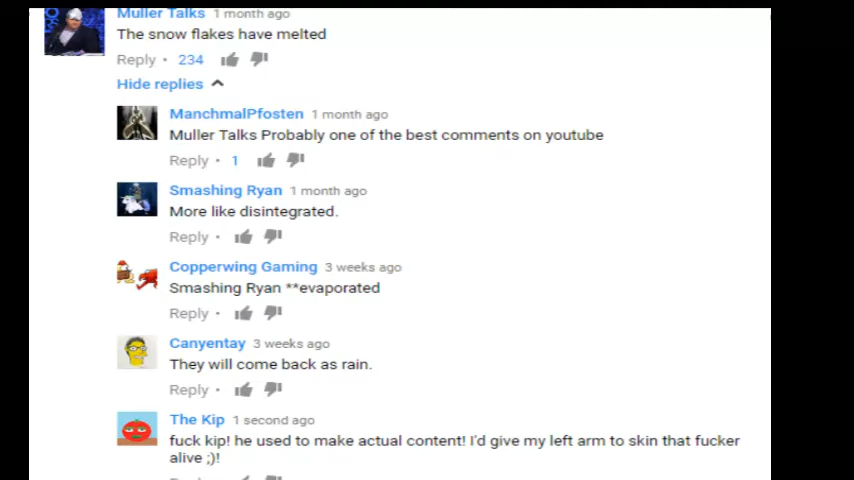 Muller Talks 1 month ago
The snow flakes have melted
Reply • 234
Hide replies
ManchmalPfosten 1 month ago
Muller Talks Probably one of the best comments on youtube
Reply • 1
Smashing Ryan 1 month ago
More like disintegrated.
Reply •
Copperwing Gaming 3 weeks ago
Smashing Ryan **evaporated
Reply •
Canyentay 3 weeks ago
They will come back as rain.
Reply •
The Kip 1 second ago
fuck kip! he used to make actual content! I'd give my left arm to skin that fucker
alive ;)!